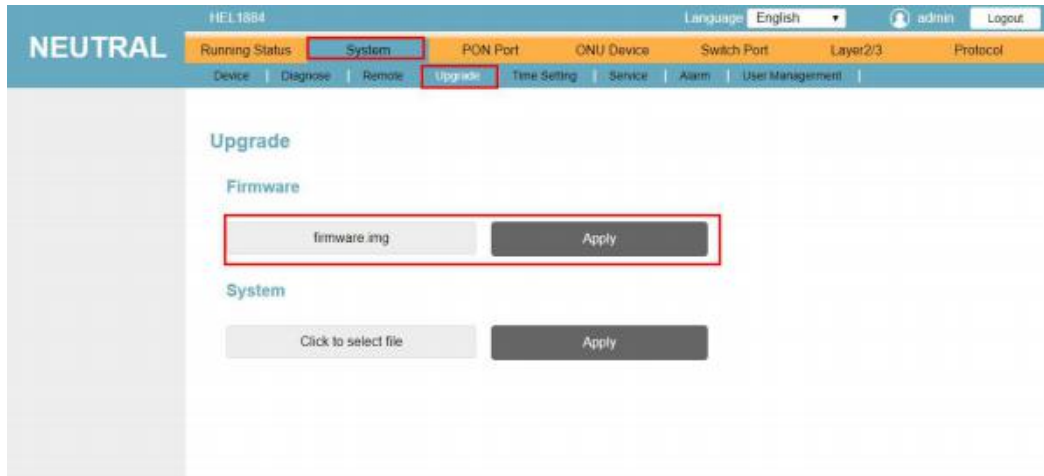 HEL1884 Language English admin Logout
NEUTRAL
Running Status System PON Port ONU Device Switch Port Layer2/3 Protocol
Device | Diagnose | Remote | Upgrade | Time Setting | Service | Alarm | User Management |
Upgrade
Firmware
firmware.img Apply
System
Click to select file Apply